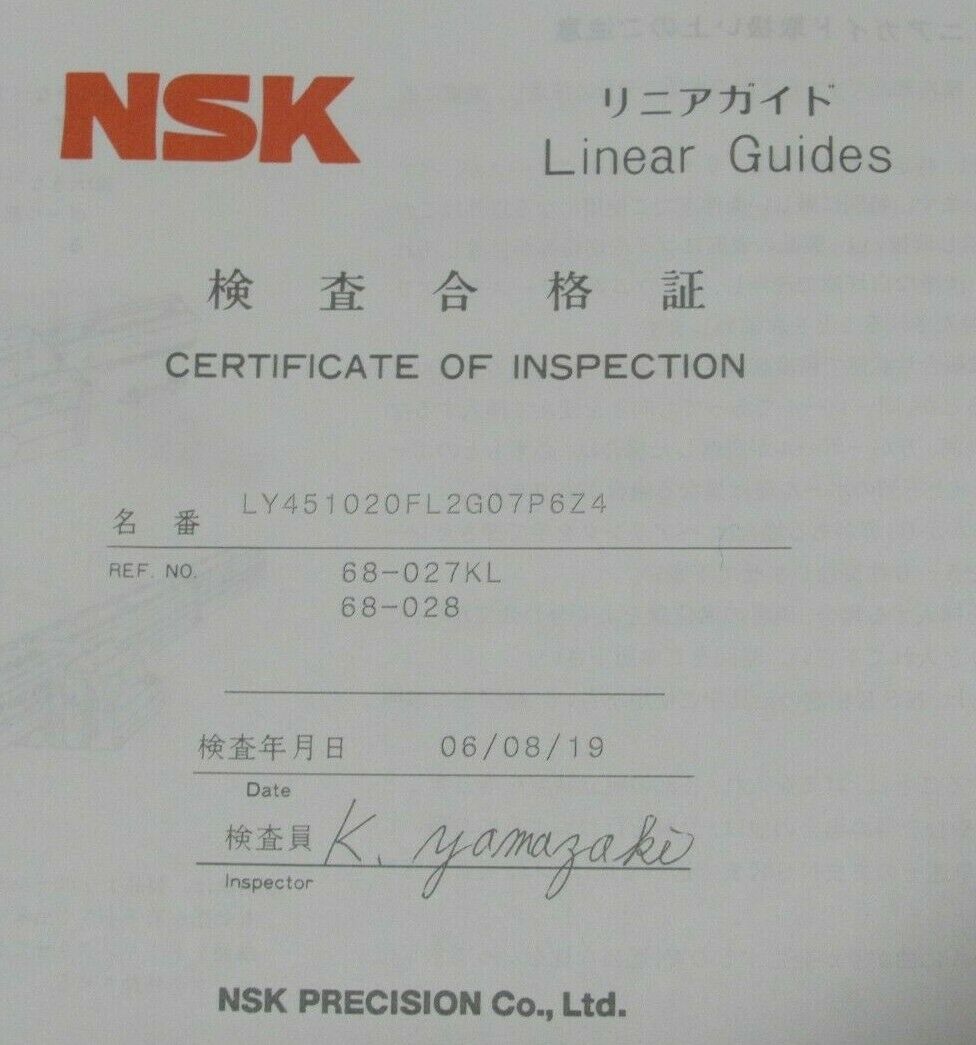 NSK
リニアガイド
Linear Guides
検査合格証
CERTIFICATE OF INSPECTION
名番 LY451020FL2G07P6Z4
REF. NO. 68-027KL
68-028
検査年月日 06/08/19
Date
検査員 K. yamazaki
Inspector
NSK PRECISION Co., Ltd.